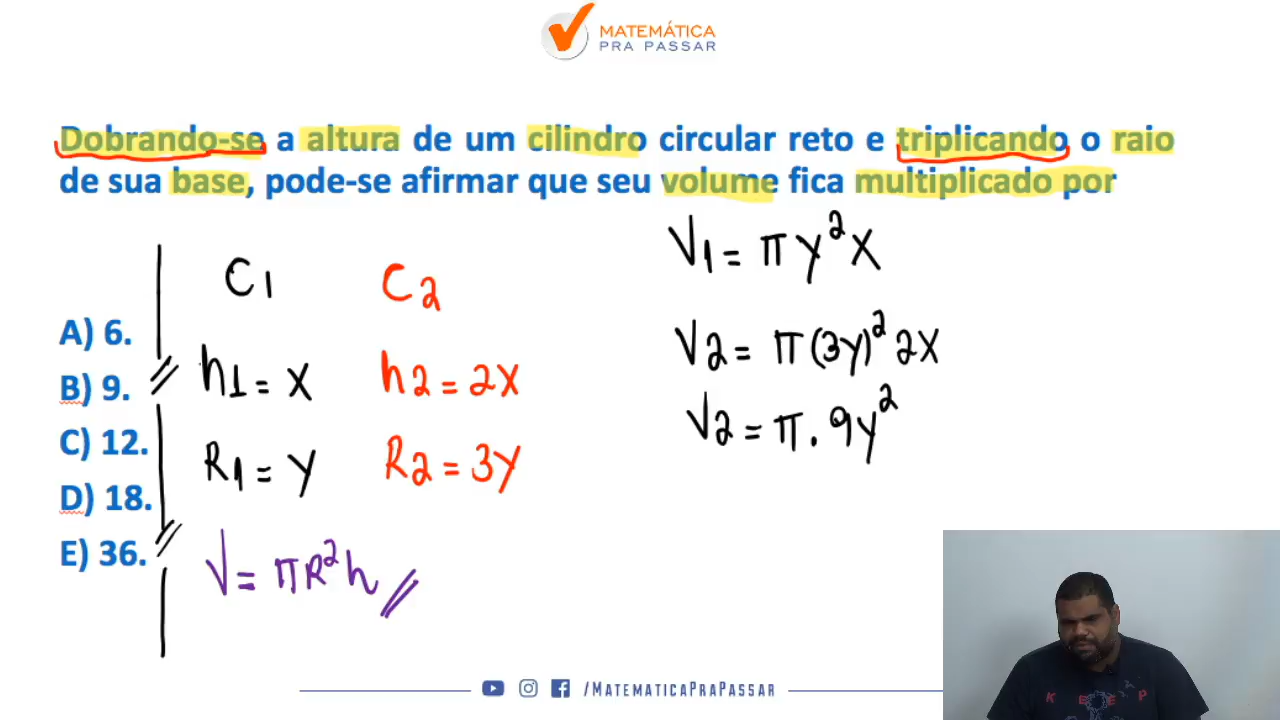 MATEMÁTICA
PRA PASSAR
Dobrando-se a altura de um cilindro circular reto e triplicando o raio
de sua base, pode-se afirmar que seu volume fica multiplicado por
A) 6.
B) 9.
C) 12.
D) 18.
E) 36.
C1 C2
h1 = X h2 = 2X
R1 = Y R2 = 3Y
V = πR²h
V1 = πY²X
V2 = π(3Y)²2X
V2 = π.9Y²
KEEP
/MATEMATICAPRAPASSAR